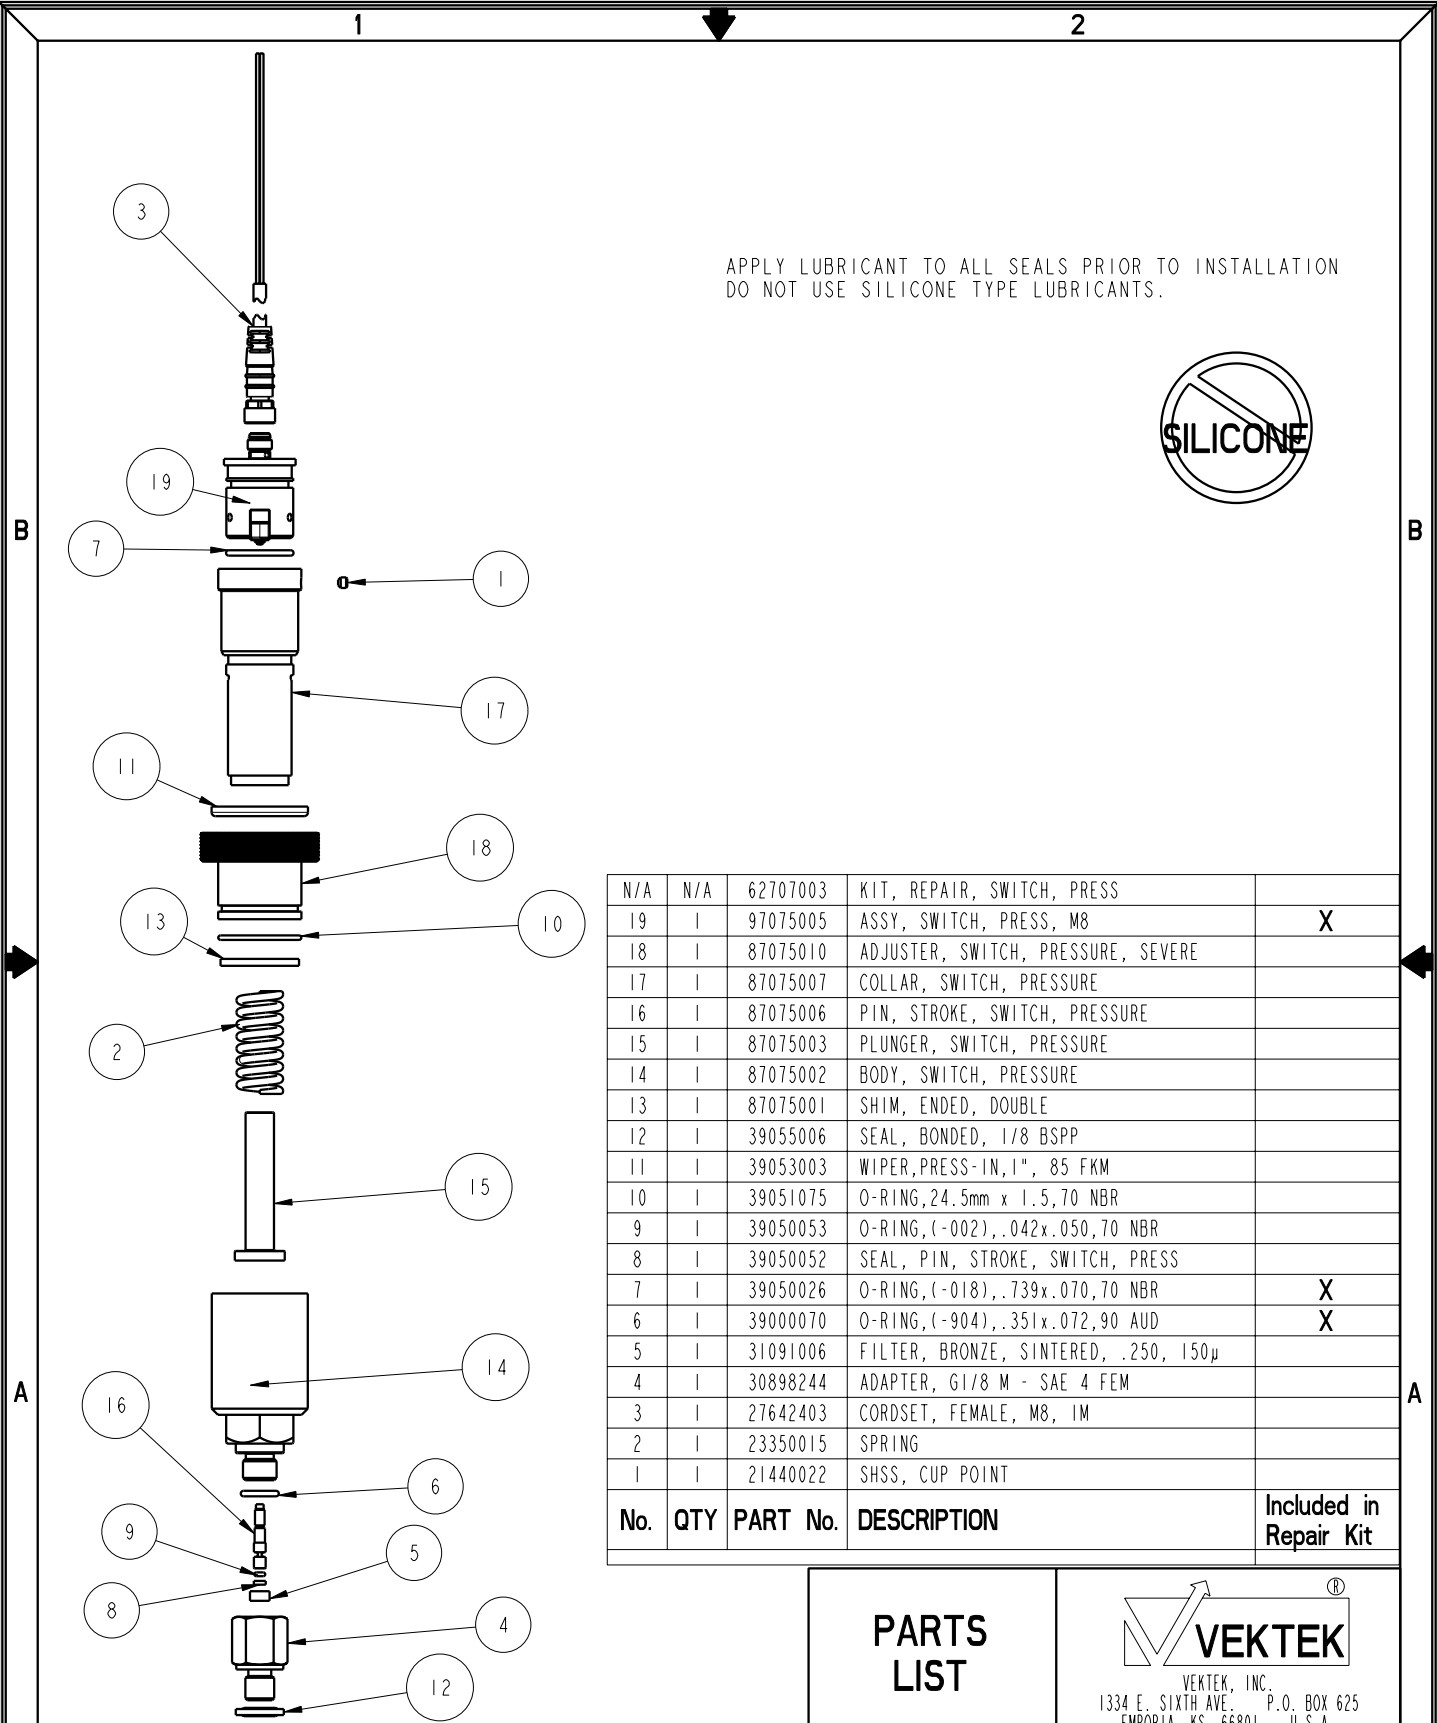 1 2
3
APPLY LUBRICANT TO ALL SEALS PRIOR TO INSTALLATION
DO NOT USE SILICONE TYPE LUBRICANTS.
SILICONE
19
B B
7
1
17
11
18
13
10
2
15
14
A A
16
6
9
5
8
4
12
N/A N/A 62707003 KIT, REPAIR, SWITCH, PRESS
19 1 97075005 ASSY, SWITCH, PRESS, M8 X
18 1 87075010 ADJUSTER, SWITCH, PRESSURE, SEVERE
17 1 87075007 COLLAR, SWITCH, PRESSURE
16 1 87075006 PIN, STROKE, SWITCH, PRESSURE
15 1 87075003 PLUNGER, SWITCH, PRESSURE
14 1 87075002 BODY, SWITCH, PRESSURE
13 1 87075001 SHIM, ENDED, DOUBLE
12 1 39055006 SEAL, BONDED, 1/8 BSPP
11 1 39053003 WIPER,PRESS-IN,1", 85 FKM
10 1 39051075 O-RING,24.5mm x 1.5,70 NBR
9 1 39050053 O-RING,(-002),.042x.050,70 NBR
8 1 39050052 SEAL, PIN, STROKE, SWITCH, PRESS
7 1 39050026 O-RING,(-018),.739x.070,70 NBR X
6 1 39000070 O-RING,(-904),.351x.072,90 AUD X
5 1 31091006 FILTER, BRONZE, SINTERED, .250, 150µ
4 1 30898244 ADAPTER, G1/8 M - SAE 4 FEM
3 1 27642403 CORDSET, FEMALE, M8, 1M
2 1 23350015 SPRING
1 1 21440022 SHSS, CUP POINT
No. QTY PART No. DESCRIPTION Included in
Repair Kit
PARTS
LIST
®
VEKTEK
VEKTEK, INC.
1334 E. SIXTH AVE. P.O. BOX 625
EMPORIA, KS 66801 U.S.A.